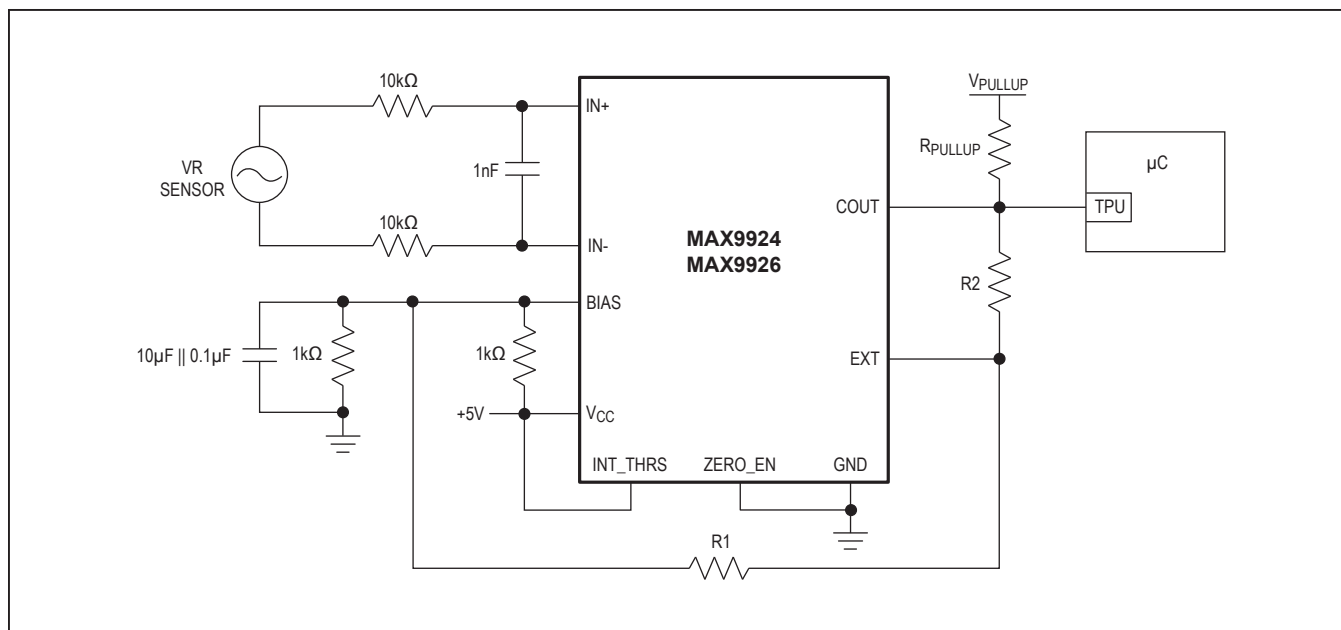 10kΩ
VR
SENSOR
10kΩ
1nF
IN+
IN-
BIAS
VCC
INT_THRS
ZERO_EN
GND
MAX9924
MAX9926
COUT
EXT
10µF || 0.1µF
1kΩ
1kΩ
+5V
VPULLUP
RPULLUP
R2
µC
TPU
R1